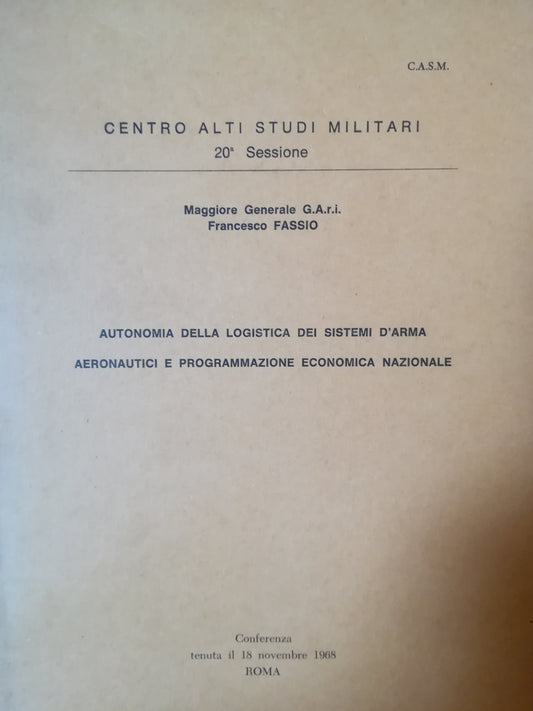 C.A.S.M.
CENTRO ALTI STUDI MILITARI
20ª Sessione
Maggiore Generale G.A.r.i.
Francesco FASSIO
AUTONOMIA DELLA LOGISTICA DEI SISTEMI D'ARMA
AERONAUTICI E PROGRAMMAZIONE ECONOMICA NAZIONALE
Conferenza
tenuta il 18 novembre 1968
ROMA